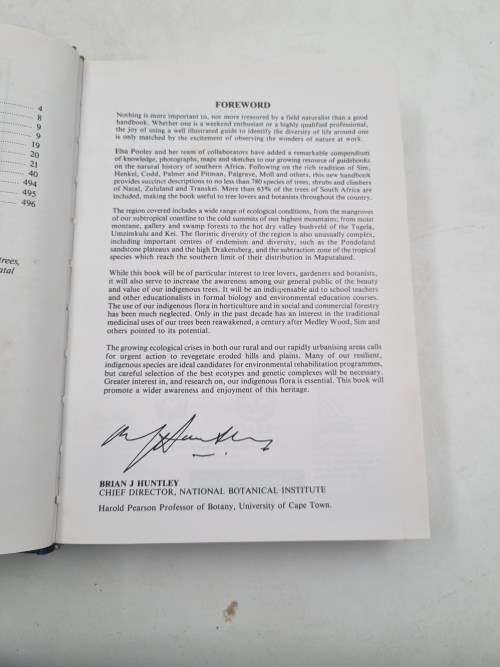 4
8
9
9
19
20
21
40
494
495
496
trees,
atal
FOREWORD
Nothing is more important to, nor more treasured by a field naturalist than a good
handbook. Whether one is a weekend enthusiast or a highly qualified professional,
the joy of using a well illustrated guide to identify the diversity of life around one
is only matched by the excitement of observing the wonders of nature at work.
Elsa Pooley and her team of collaborators have added a remarkable compendium
of knowledge, photographs, maps and sketches to our growing resource of guidebooks
on the natural history of southern Africa. Following on the rich tradition of Sim,
Henkel, Codd, Palmer and Pitman, Palgrave, Moll and others, this new handbook
provides succinct descriptions to no less than 780 species of trees, shrubs and climbers
of Natal, Zululand and Transkei. More than 63% of the trees of South Africa are
included, making the book useful to tree lovers and botanists throughout the country.
The region covered includes a wide range of ecological conditions, from the mangroves
of our subtropical coastline to the cold summits of our highest mountains; from moist
montane, gallery and swamp forests to the hot dry valley bushveld of the Tugela,
Umzimkulu and Kei. The floristic diversity of the region is also unusually complex,
including important centres of endemism and diversity, such as the Pondoland
sandstone plateaus and the high Drakensberg, and the subtraction zone of the tropical
species which reach the southern limit of their distribution in Maputaland.
While this book will be of particular interest to tree lovers, gardeners and botanists,
it will also serve to increase the awareness among our general public of the beauty
and value of our indigenous trees. It will be an indispensable aid to school teachers
and other educationalists in formal biology and environmental education courses.
The use of our indigenous flora in horticulture and in social and commercial forestry
has been much neglected. Only in the past decade has an interest in the traditional
medicinal uses of our trees been reawakened, a century after Medley Wood, Sim and
others pointed to its potential.
The growing ecological crises in both our rural and our rapidly urbanising areas calls
for urgent action to revegetate eroded hills and plains. Many of our resilient,
indigenous species are ideal candidates for environmental rehabilitation programmes,
but careful selection of the best ecotypes and genetic complexes will be necessary.
Greater interest in, and research on, our indigenous flora is essential. This book will
promote a wider awareness and enjoyment of this heritage.
BRIAN J HUNTLEY
CHIEF DIRECTOR, NATIONAL BOTANICAL INSTITUTE
Harold Pearson Professor of Botany, University of Cape Town.